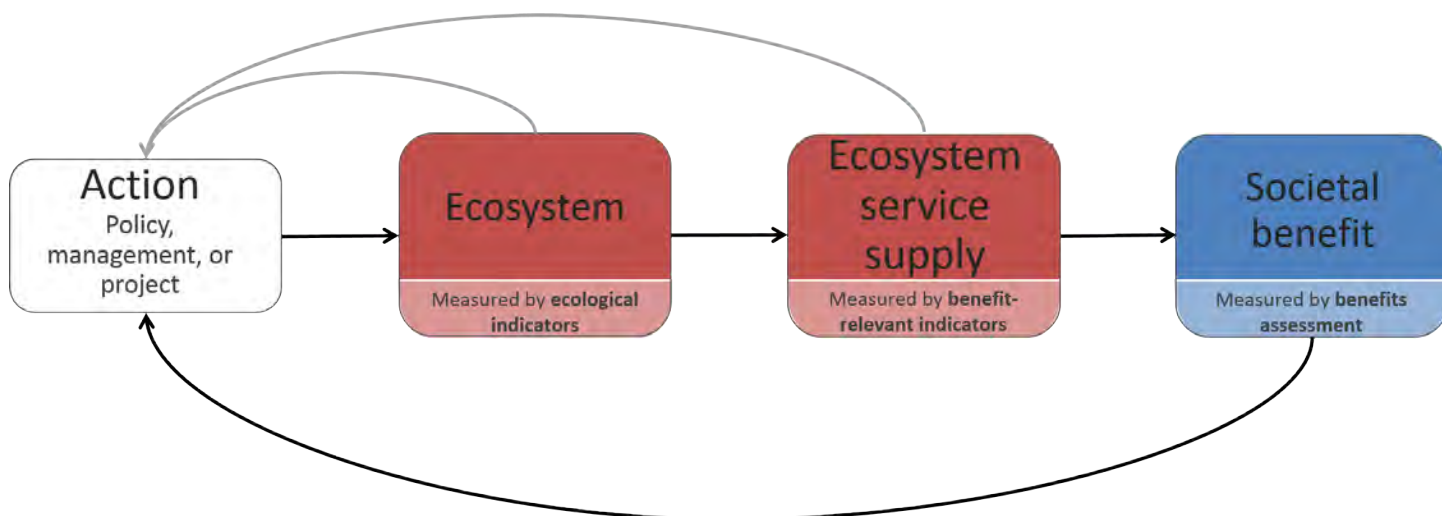 Action
Policy,
management, or
project
Ecosystem
Measured by ecological
indicators
Ecosystem
service
supply
Measured by benefit-
relevant indicators
Societal
benefit
Measured by benefits
assessment